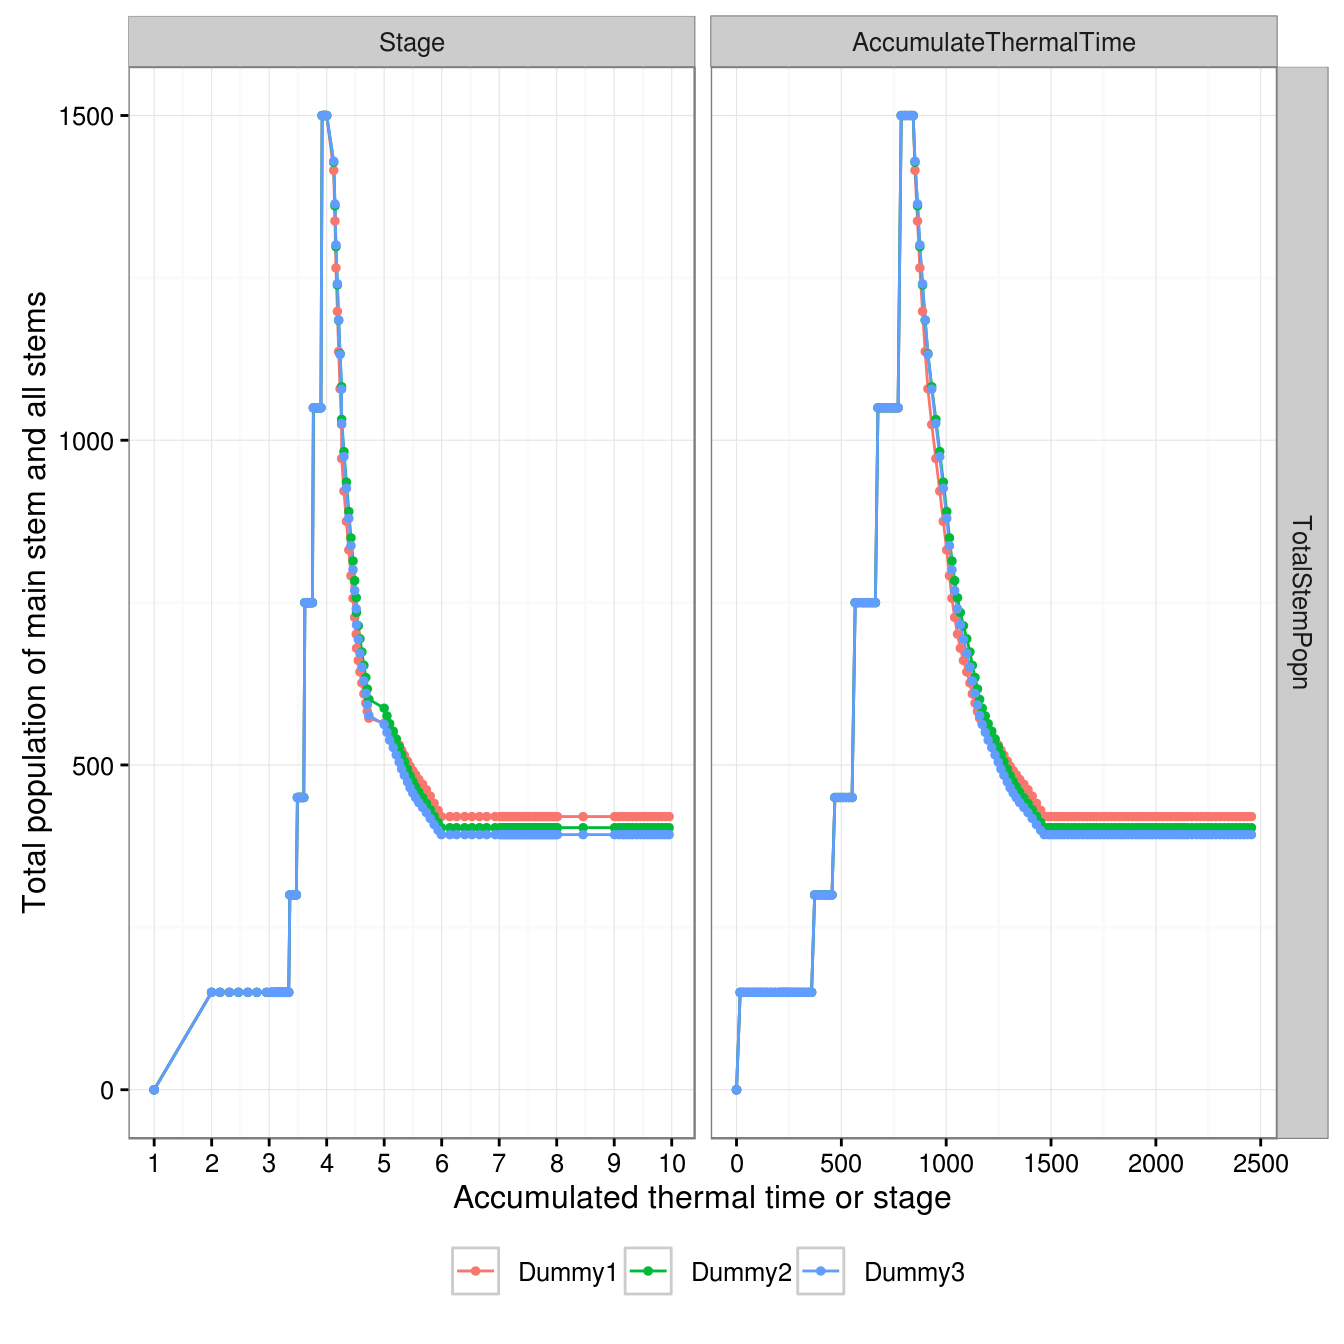 Stage
AccumulateThermalTime
TotalStemPopn
Total population of main stem and all stems
1500
1000
500
0
1 2 3 4 5 6 7 8 9 10
0 500 1000 1500 2000 2500
Accumulated thermal time or stage
Dummy1 Dummy2 Dummy3